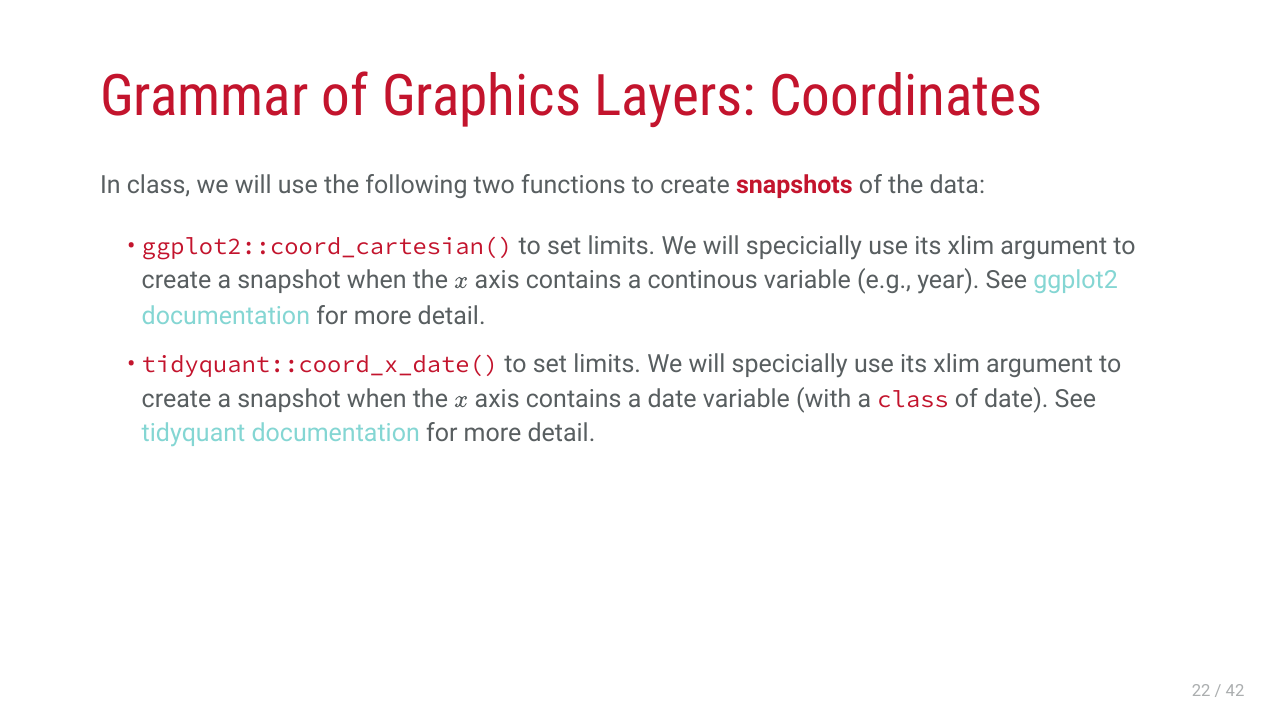 Grammar of Graphics Layers: Coordinates
In class, we will use the following two functions to create snapshots of the data:
• ggplot2::coord_cartesian() to set limits. We will specicially use its xlim argument to
create a snapshot when the x axis contains a continous variable (e.g., year). See ggplot2
documentation for more detail.
• tidyquant::coord_x_date() to set limits. We will specicially use its xlim argument to
create a snapshot when the x axis contains a date variable (with a class of date). See
tidyquant documentation for more detail.
22 / 42